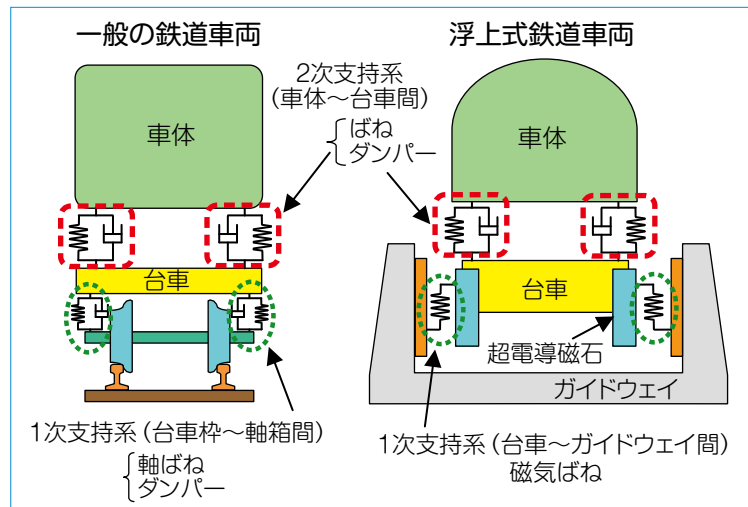 一般の鉄道車両
浮上式鉄道車両
2次支持系
(車体～台車間)
ばね
ダンパー
車体
車体
台車
台車
超電導磁石
ガイドウェイ
1次支持系(台車枠～軸箱間)
軸ばね
ダンパー
1次支持系(台車～ガイドウェイ間)
磁気ばね